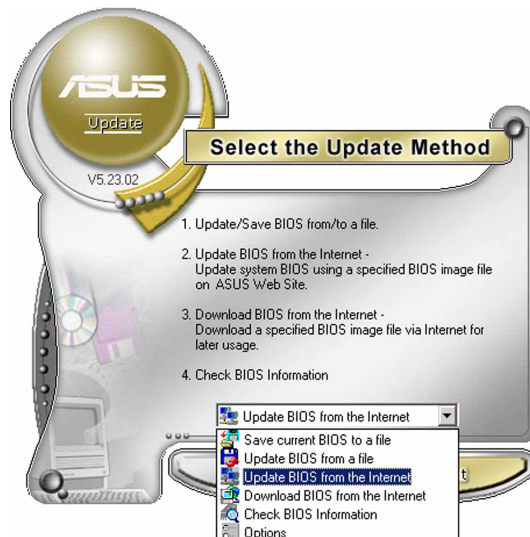 ASUS
Update
V5.23.02
Select the Update Method
1. Update/Save BIOS from/to a file.
2. Update BIOS from the Internet -
Update system BIOS using a specified BIOS image file
on ASUS Web Site.
3. Download BIOS from the Internet -
Download a specified BIOS image file via Internet for
later usage.
4. Check BIOS Information
Update BIOS from the Internet
Save current BIOS to a file
Update BIOS from a file
Update BIOS from the Internet
Download BIOS from the Internet
Check BIOS Information
Options